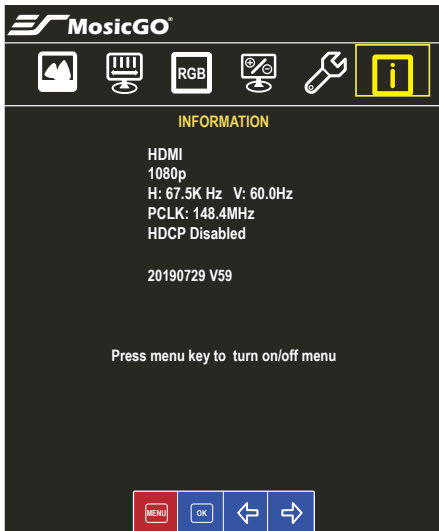 MosicGO®
RGB
INFORMATION
HDMI
1080p
H: 67.5K Hz V: 60.0Hz
PCLK: 148.4MHz
HDCP Disabled
20190729 V59
Press menu key to turn on/off menu
MENU OK